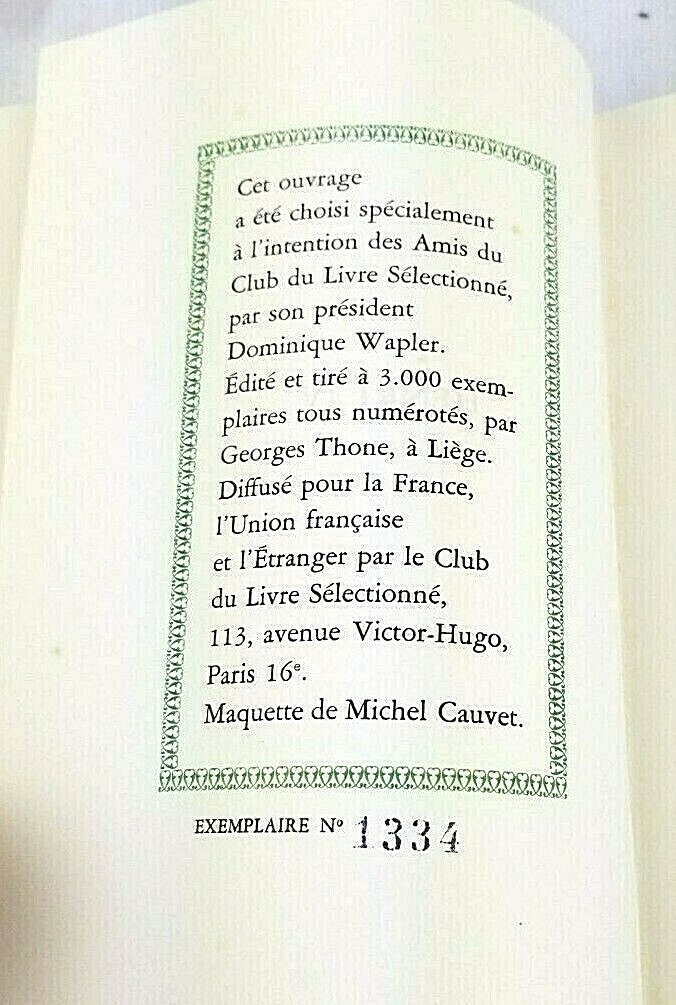 Cet ouvrage
a été choisi spécialement
à l'intention des Amis du
Club du Livre Sélectionné,
par son président
Dominique Wapler.
Édité et tiré à 3.000 exem-
plaires tous numérotés, par
Georges Thone, à Liège.
Diffusé pour la France,
l'Union française
et l'Étranger par le Club
du Livre Sélectionné,
113, avenue Victor-Hugo,
Paris 16e.
Maquette de Michel Cauvet.
EXEMPLAIRE Nº 1334